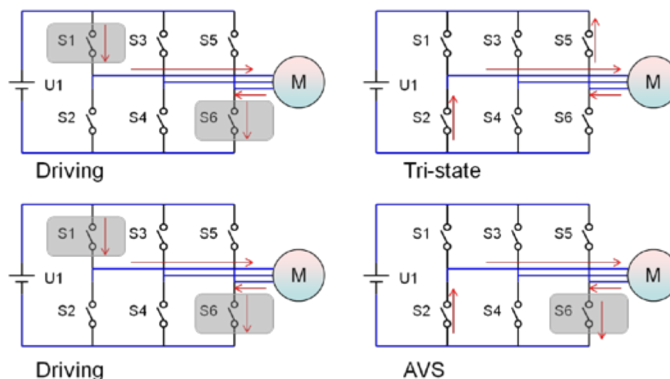 S1 S3 S5
U1 M
S2 S4 S6
Driving
S1 S3 S5
U1 M
S2 S4 S6
Tri-state
S1 S3 S5
U1 M
S2 S4 S6
Driving
S1 S3 S5
U1 M
S2 S4 S6
AVS